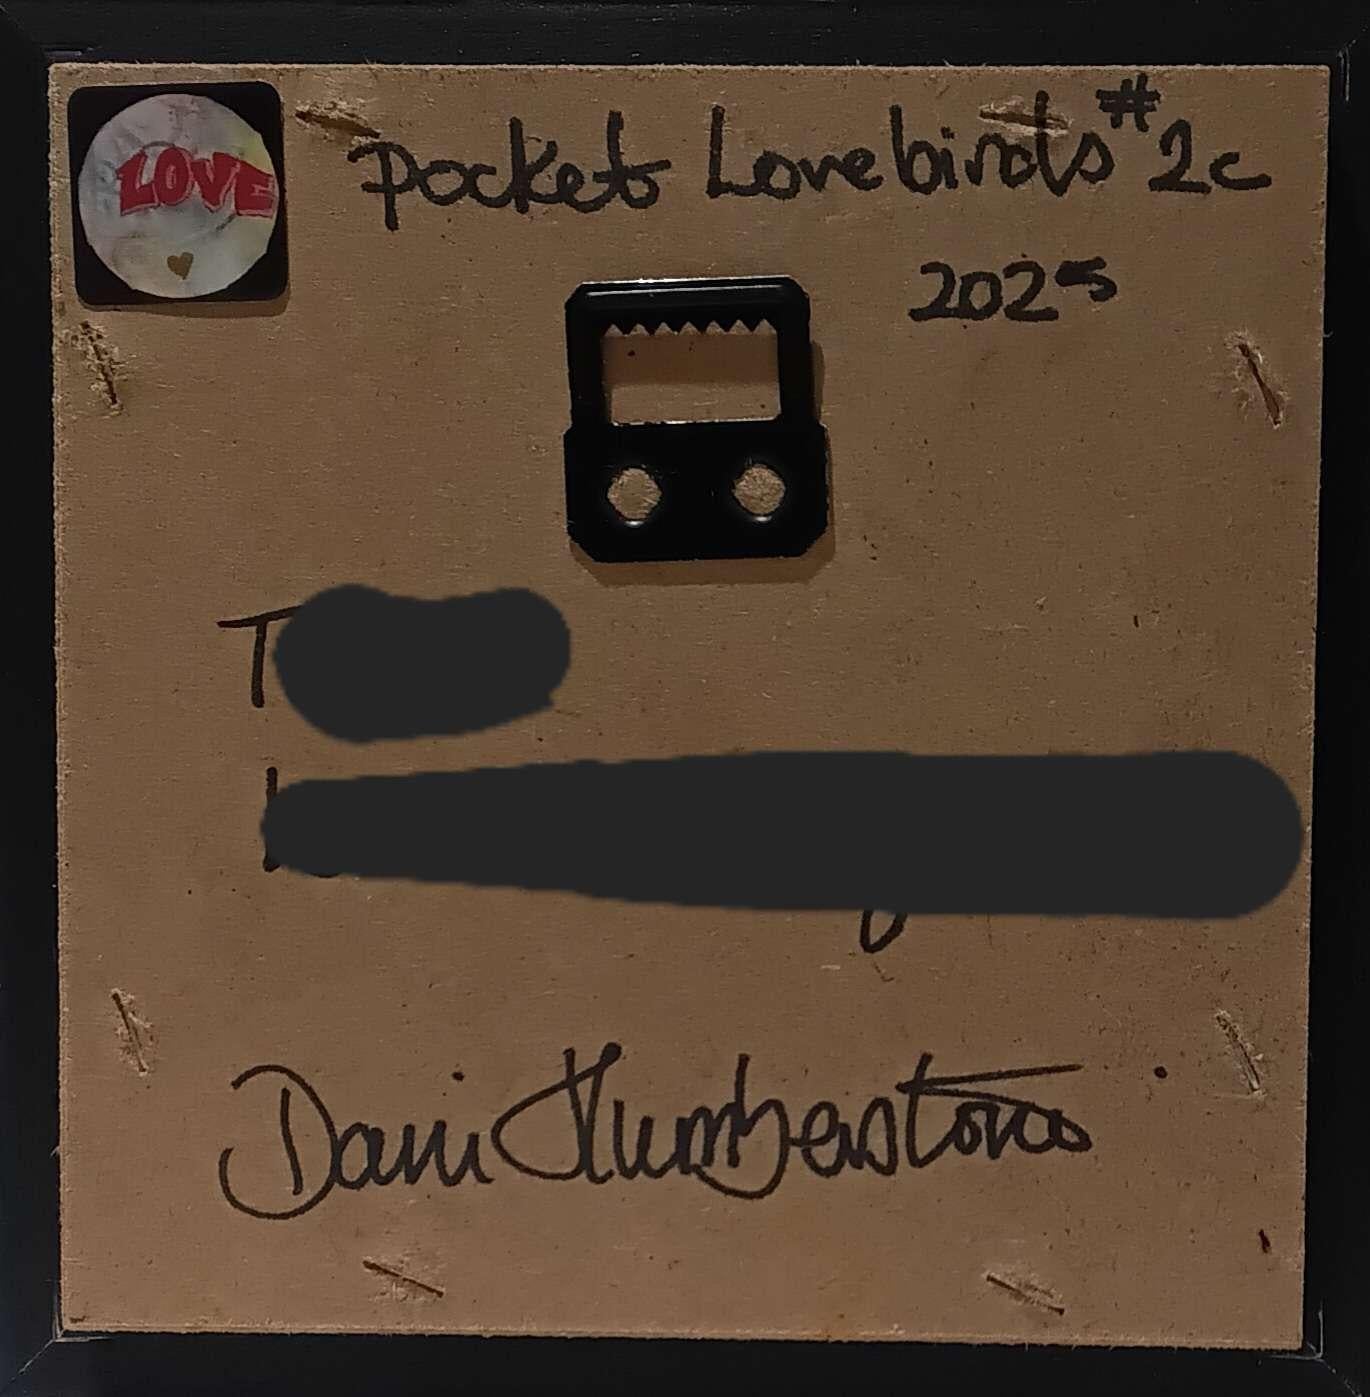 LOVE
Pockets Lovebirds #2c
2025
T
Dani Humberstone